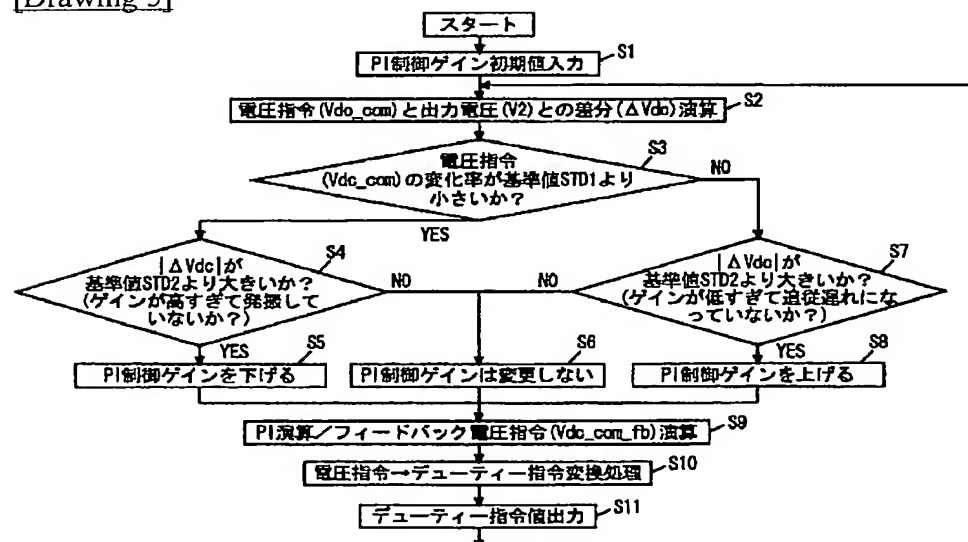 [Drawing 5]
スタート
PI制御ゲイン初期値入力
S1
電圧指令(Vdc_com)と出力電圧(V2)との差分(ΔVdc)演算
S2
電圧指令
(Vdc_com)の変化率が基準値STD1より
小さいか?
S3
NO
YES
|ΔVdc|が
基準値STD2より大きいか?
(ゲインが高すぎて発振して
いないか?)
S4
NO
YES
|ΔVdc|が
基準値STD2より大きいか?
(ゲインが低すぎて追従遅れにな
っていないか?)
S7
NO
YES
PI制御ゲインを下げる
S5
PI制御ゲインは変更しない
S6
PI制御ゲインを上げる
S8
PI演算/フィードバック電圧指令(Vdc_com_fb)演算
S9
電圧指令→デューティー指令変換処理
S10
デューティー指令値出力
S11